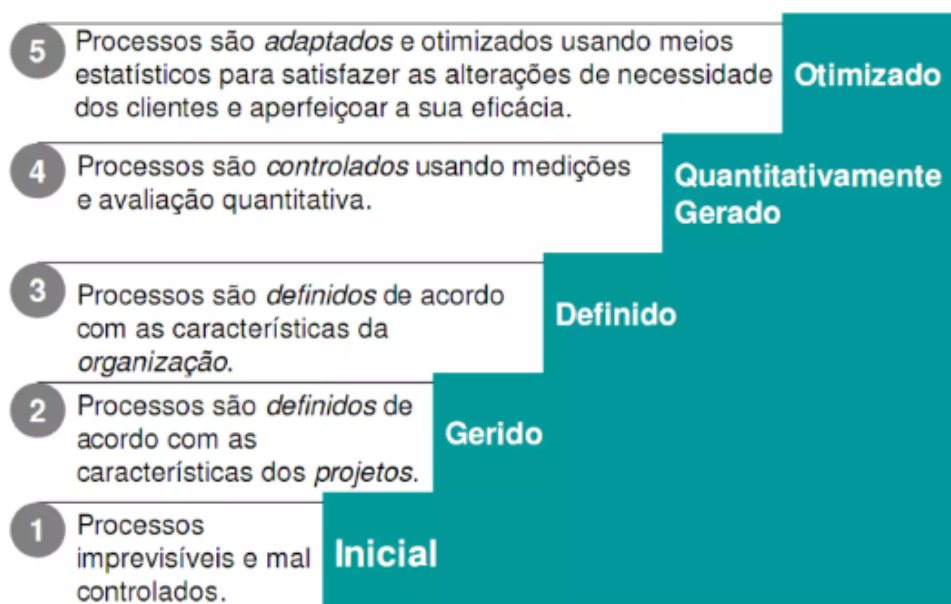 5
Processos são adaptados e otimizados usando meios
estatísticos para satisfazer as alterações de necessidade
dos clientes e aperfeiçoar a sua eficácia.
Otimizado
4
Processos são controlados usando medições
e avaliação quantitativa.
Quantitativamente
Gerado
3
Processos são definidos de acordo
com as características da
organização.
Definido
2
Processos são definidos de
acordo com as
características dos projetos.
Gerido
1
Processos
imprevisíveis e mal
controlados.
Inicial